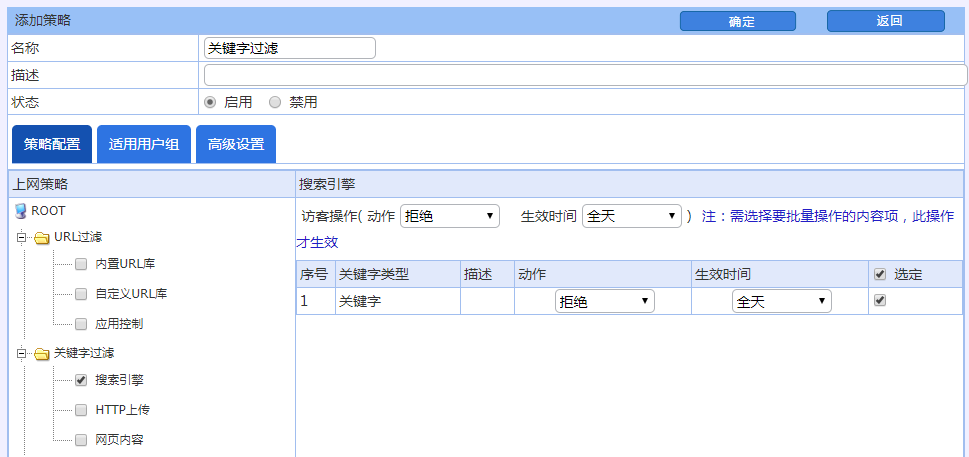 添加策略 确定 返回
名称 关键字过滤
描述
状态 启用 禁用
策略配置 适用用户组 高级设置
上网策略
ROOT
URL过滤
内置URL库
自定义URL库
应用控制
关键字过滤
搜索引擎
HTTP上传
网页内容
搜索引擎
访客操作( 动作 拒绝 生效时间 全天 ) 注：需选择要批量操作的内容项，此操作
才生效
序号 关键字类型 描述 动作 生效时间 选定
1 关键字 拒绝 全天